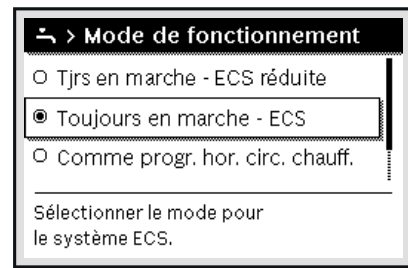 > Mode de fonctionnement
Tjrs en marche - ECS réduite
Toujours en marche - ECS
Comme progr. hor. circ. chauff.
Sélectionner le mode pour
le système ECS.